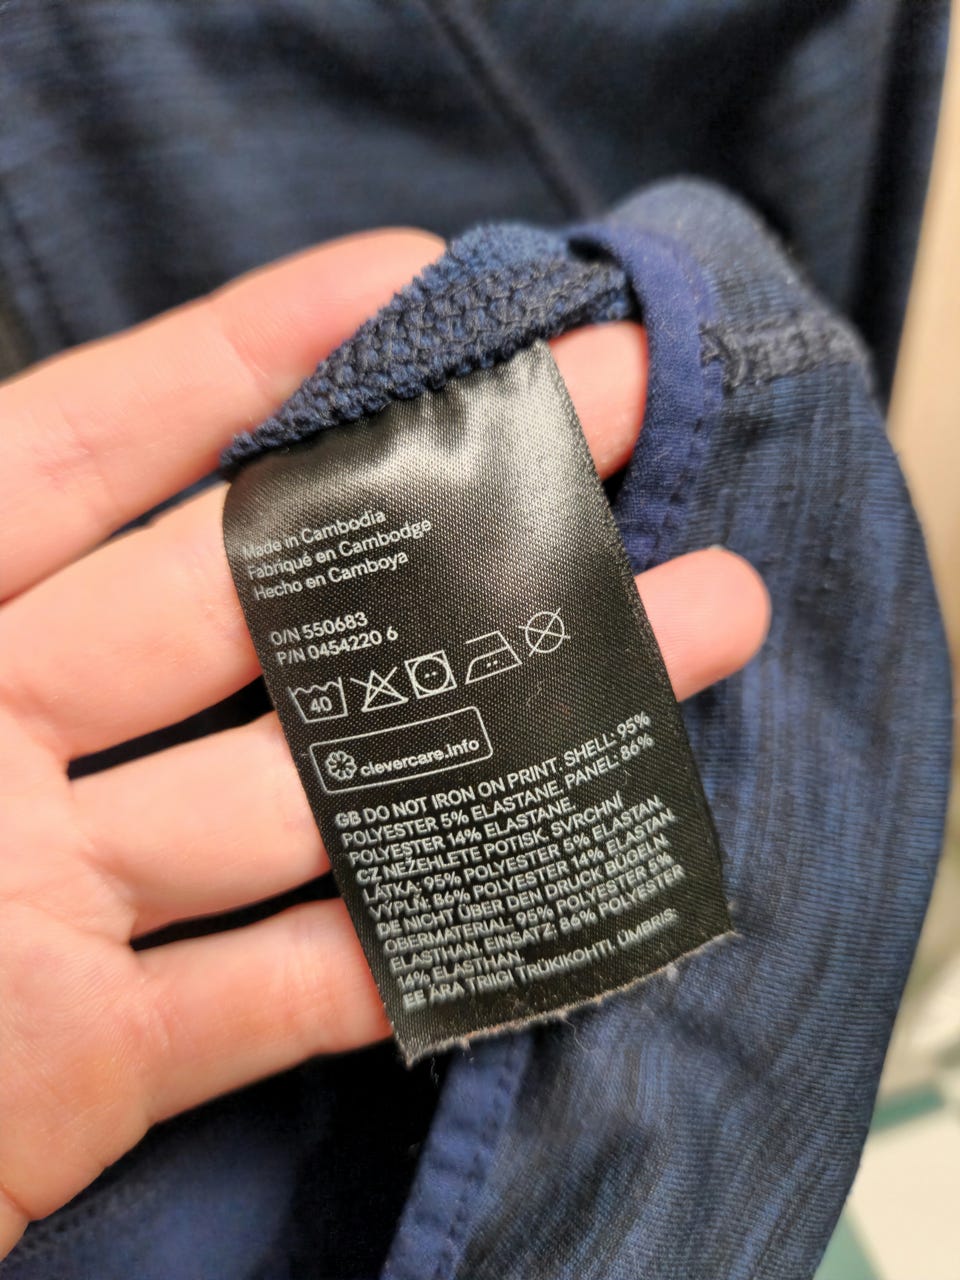 Made in Cambodia
Fabriqué en Cambodge
Hecho en Camboya
O/N 550683
P/N 0454220 6
40
clevercare.info
GB DO NOT IRON ON PRINT. SHELL: 95%
POLYESTER 5% ELASTANE. PANEL: 86%
POLYESTER 14% ELASTANE.
CZ NEŽEHLETE POTISK. SVRCHNÍ
LÁTKA: 95% POLYESTER 5% ELASTAN.
VÝPLŇ: 86% POLYESTER 14% ELASTAN.
DE NICHT ÜBER DEN DRUCK BÜGELN.
OBERMATERIAL: 95% POLYESTER 5%
ELASTHAN. EINSATZ: 86% POLYESTER
14% ELASTHAN.
EE ÄRA TRIIGI TRÜKIKOHTI. ÜMBRIS: